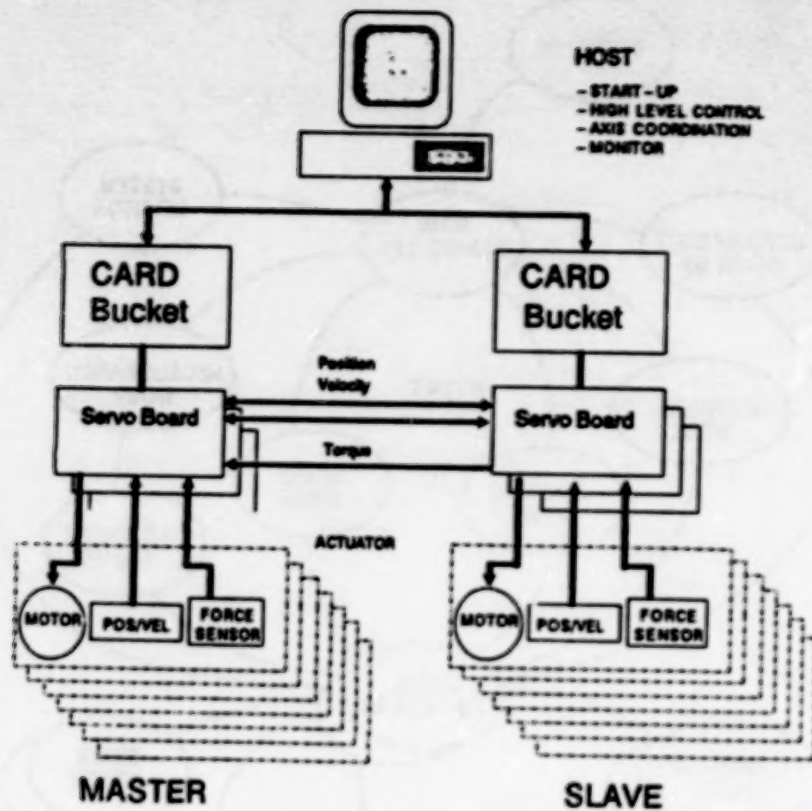 HOST
- START-UP
- HIGH LEVEL CONTROL
- AXIS COORDINATION
- MONITOR
CARD
Bucket
CARD
Bucket
Position
Velocity
Servo Board
Servo Board
Torque
ACTUATOR
MOTOR
POS/VEL
FORCE
SENSOR
MOTOR
POS/VEL
FORCE
SENSOR
MASTER
SLAVE